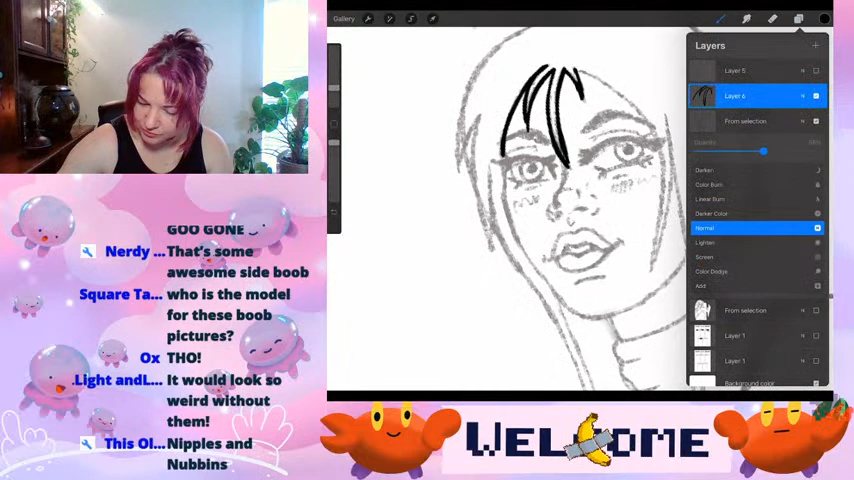 Gallery
Layers
Layer 5
N
Layer 6
N
From selection
N
Opacity
Darken
Color Burn
Linear Burn
Darker Color
Normal
Lighten
Screen
Color Dodge
Add
From selection
N
Layer 1
N
Layer 1
N
Background color
GOO GONE
Nerdy ... That's some
awesome side boob
Square Ta... who is the model
for these boob
pictures?
Ox THO!
Light andL... It would look so
weird without
them!
This Ol... Nipples and
Nubbins
WELCOME